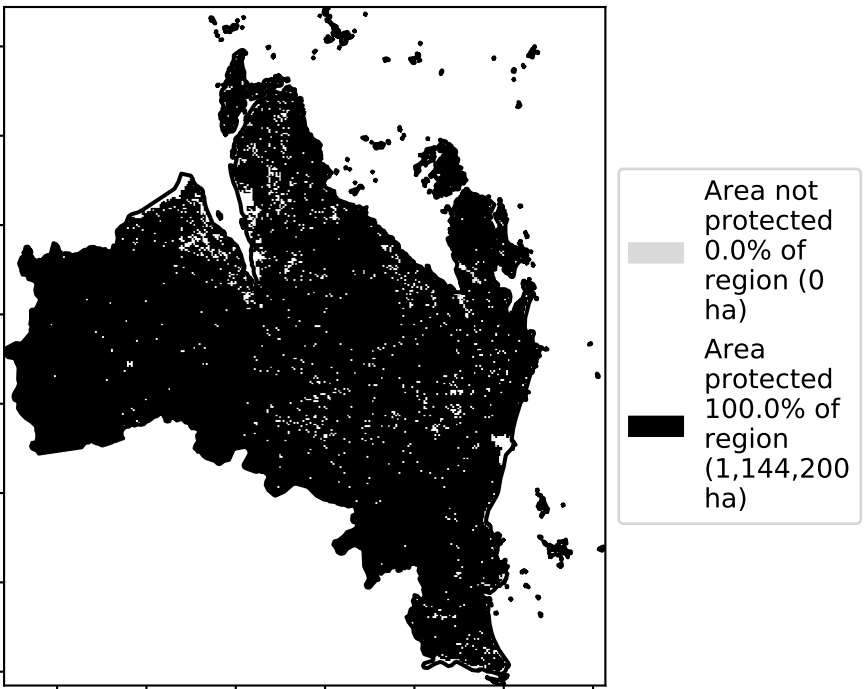 Area not
protected
0.0% of
region (0
ha)
Area
protected
100.0% of
region
(1,144,200
ha)